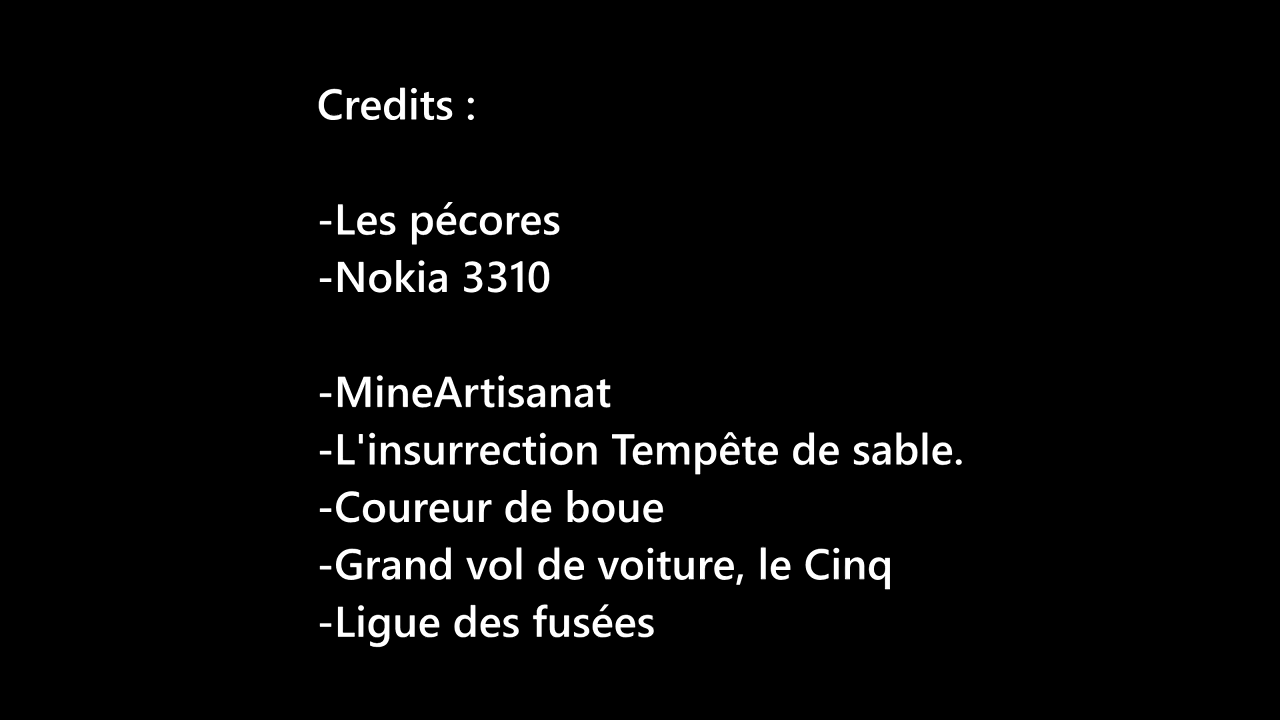 Credits :
-Les pécores
-Nokia 3310
-MineArtisanat
-L'insurrection Tempête de sable.
-Coureur de boue
-Grand vol de voiture, le Cinq
-Ligue des fusées